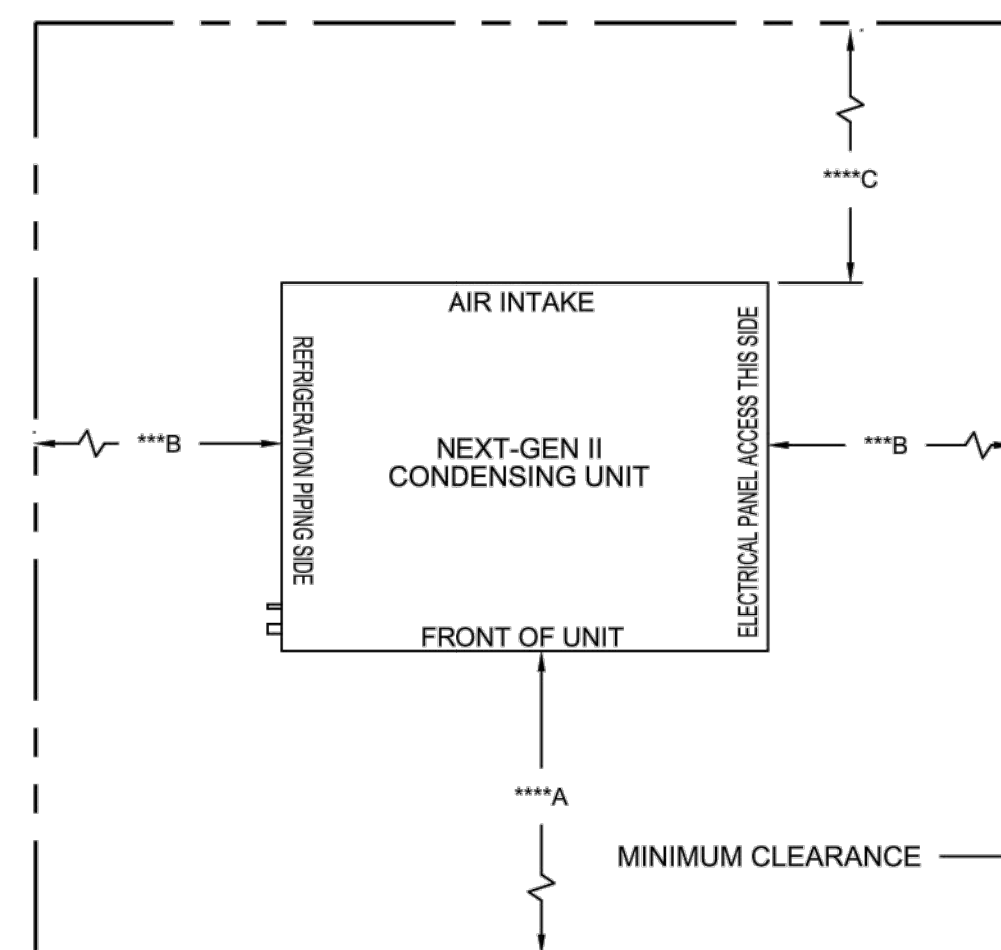 ****C
AIR INTAKE
REFRIGERATION PIPING SIDE
ELECTRICAL PANEL ACCESS THIS SIDE
***B
NEXT-GEN II
CONDENSING UNIT
***B
FRONT OF UNIT
****A
MINIMUM CLEARANCE